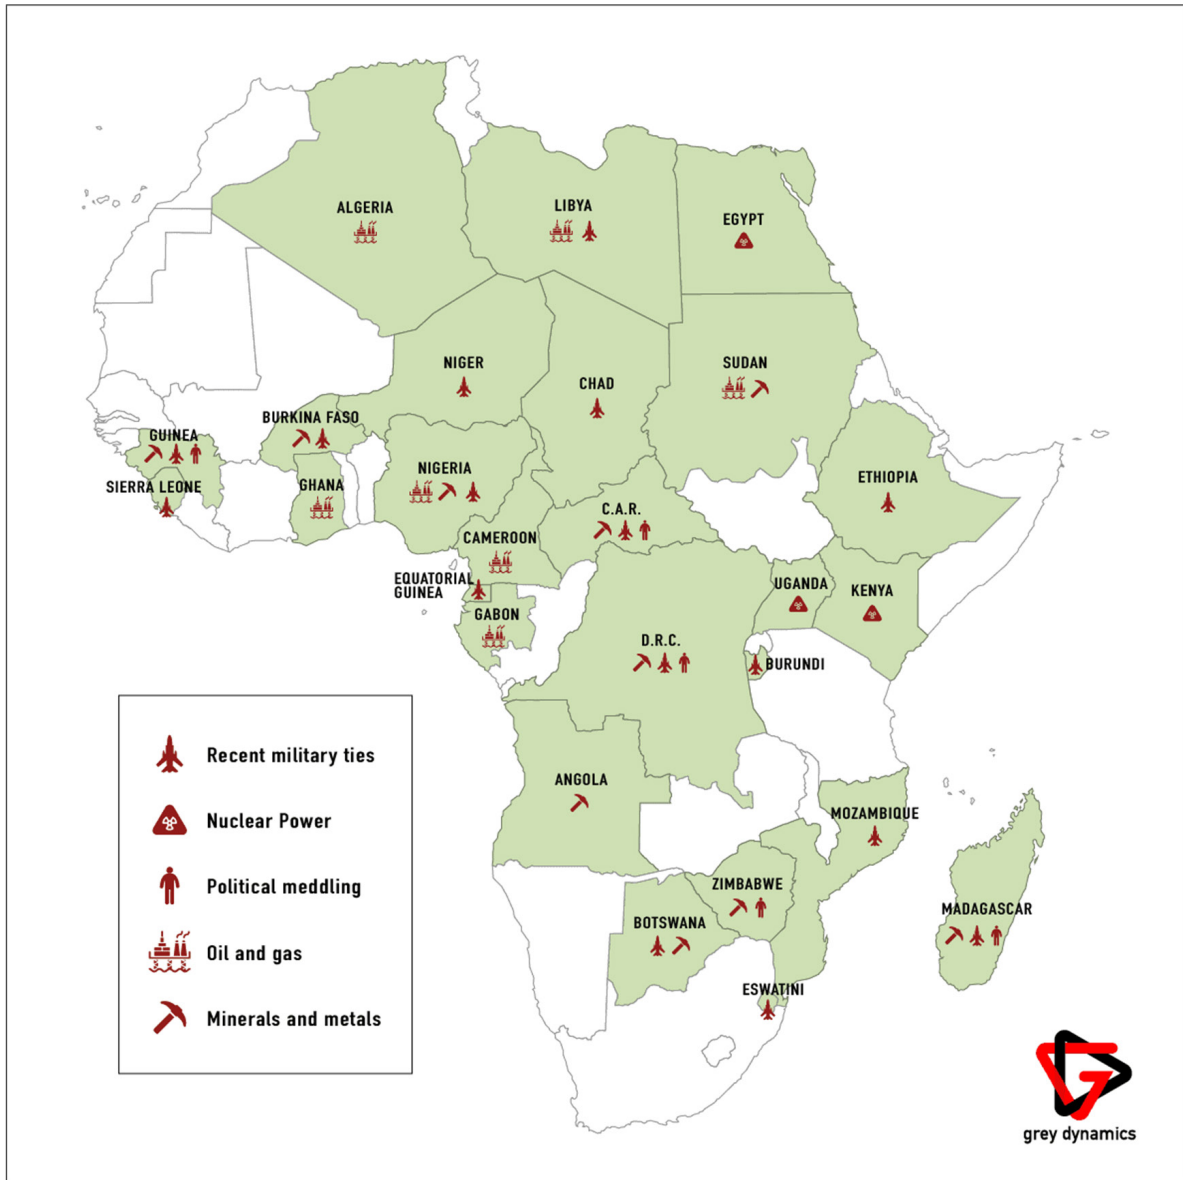 ALGERIA
LIBYA
EGYPT
NIGER
CHAD
SUDAN
BURKINA FASO
GUINEA
SIERRA LEONE
GHANA
NIGERIA
C.A.R.
ETHIOPIA
CAMEROON
EQUATORIAL
GUINEA
GABON
UGANDA
KENYA
D.R.C.
BURUNDI
ANGOLA
MOZAMBIQUE
ZIMBABWE
BOTSWANA
MADAGASCAR
ESWATINI
Recent military ties
Nuclear Power
Political meddling
Oil and gas
Minerals and metals
grey dynamics